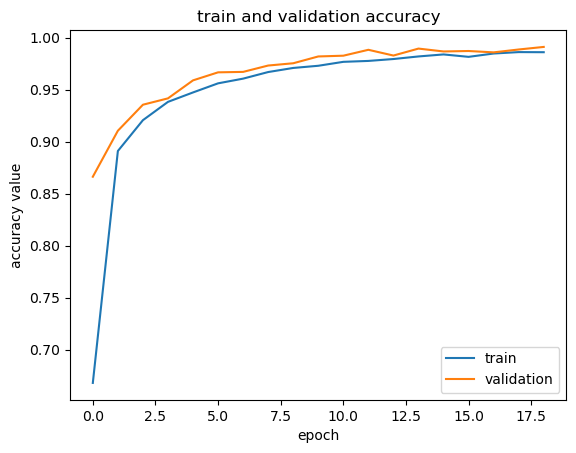 train and validation accuracy
accuracy value
1.00
0.95
0.90
0.85
0.80
0.75
0.70
train
validation
0.0 2.5 5.0 7.5 10.0 12.5 15.0 17.5
epoch